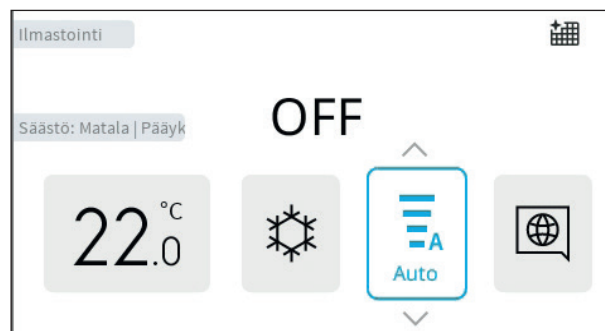 Ilmastointi
Säästö: Matala | Pääyk
OFF
22.0 °C
A
Auto